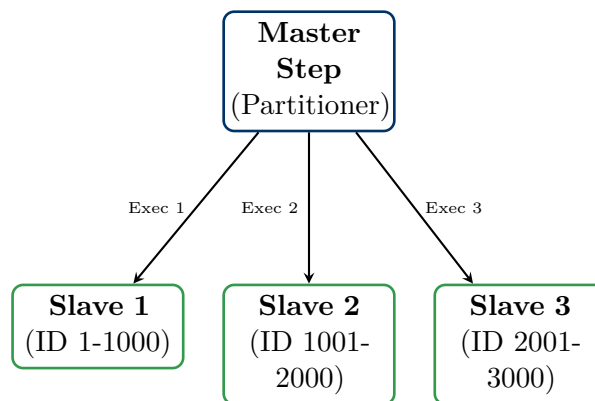 Master
Step
(Partitioner)
Exec 1
Exec 2
Exec 3
Slave 1
(ID 1-1000)
Slave 2
(ID 1001-
2000)
Slave 3
(ID 2001-
3000)